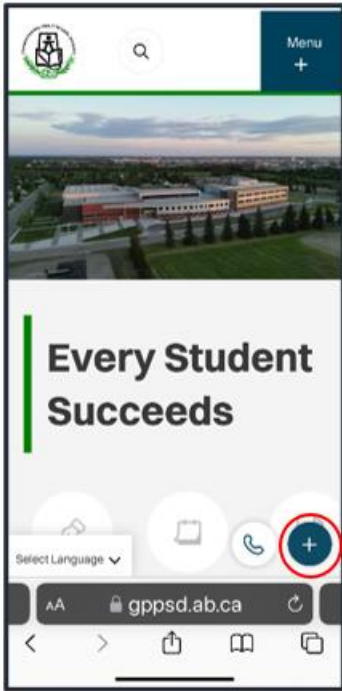 Menu
+
Every Student
Succeeds
Select Language
+
AA
gppsd.ab.ca